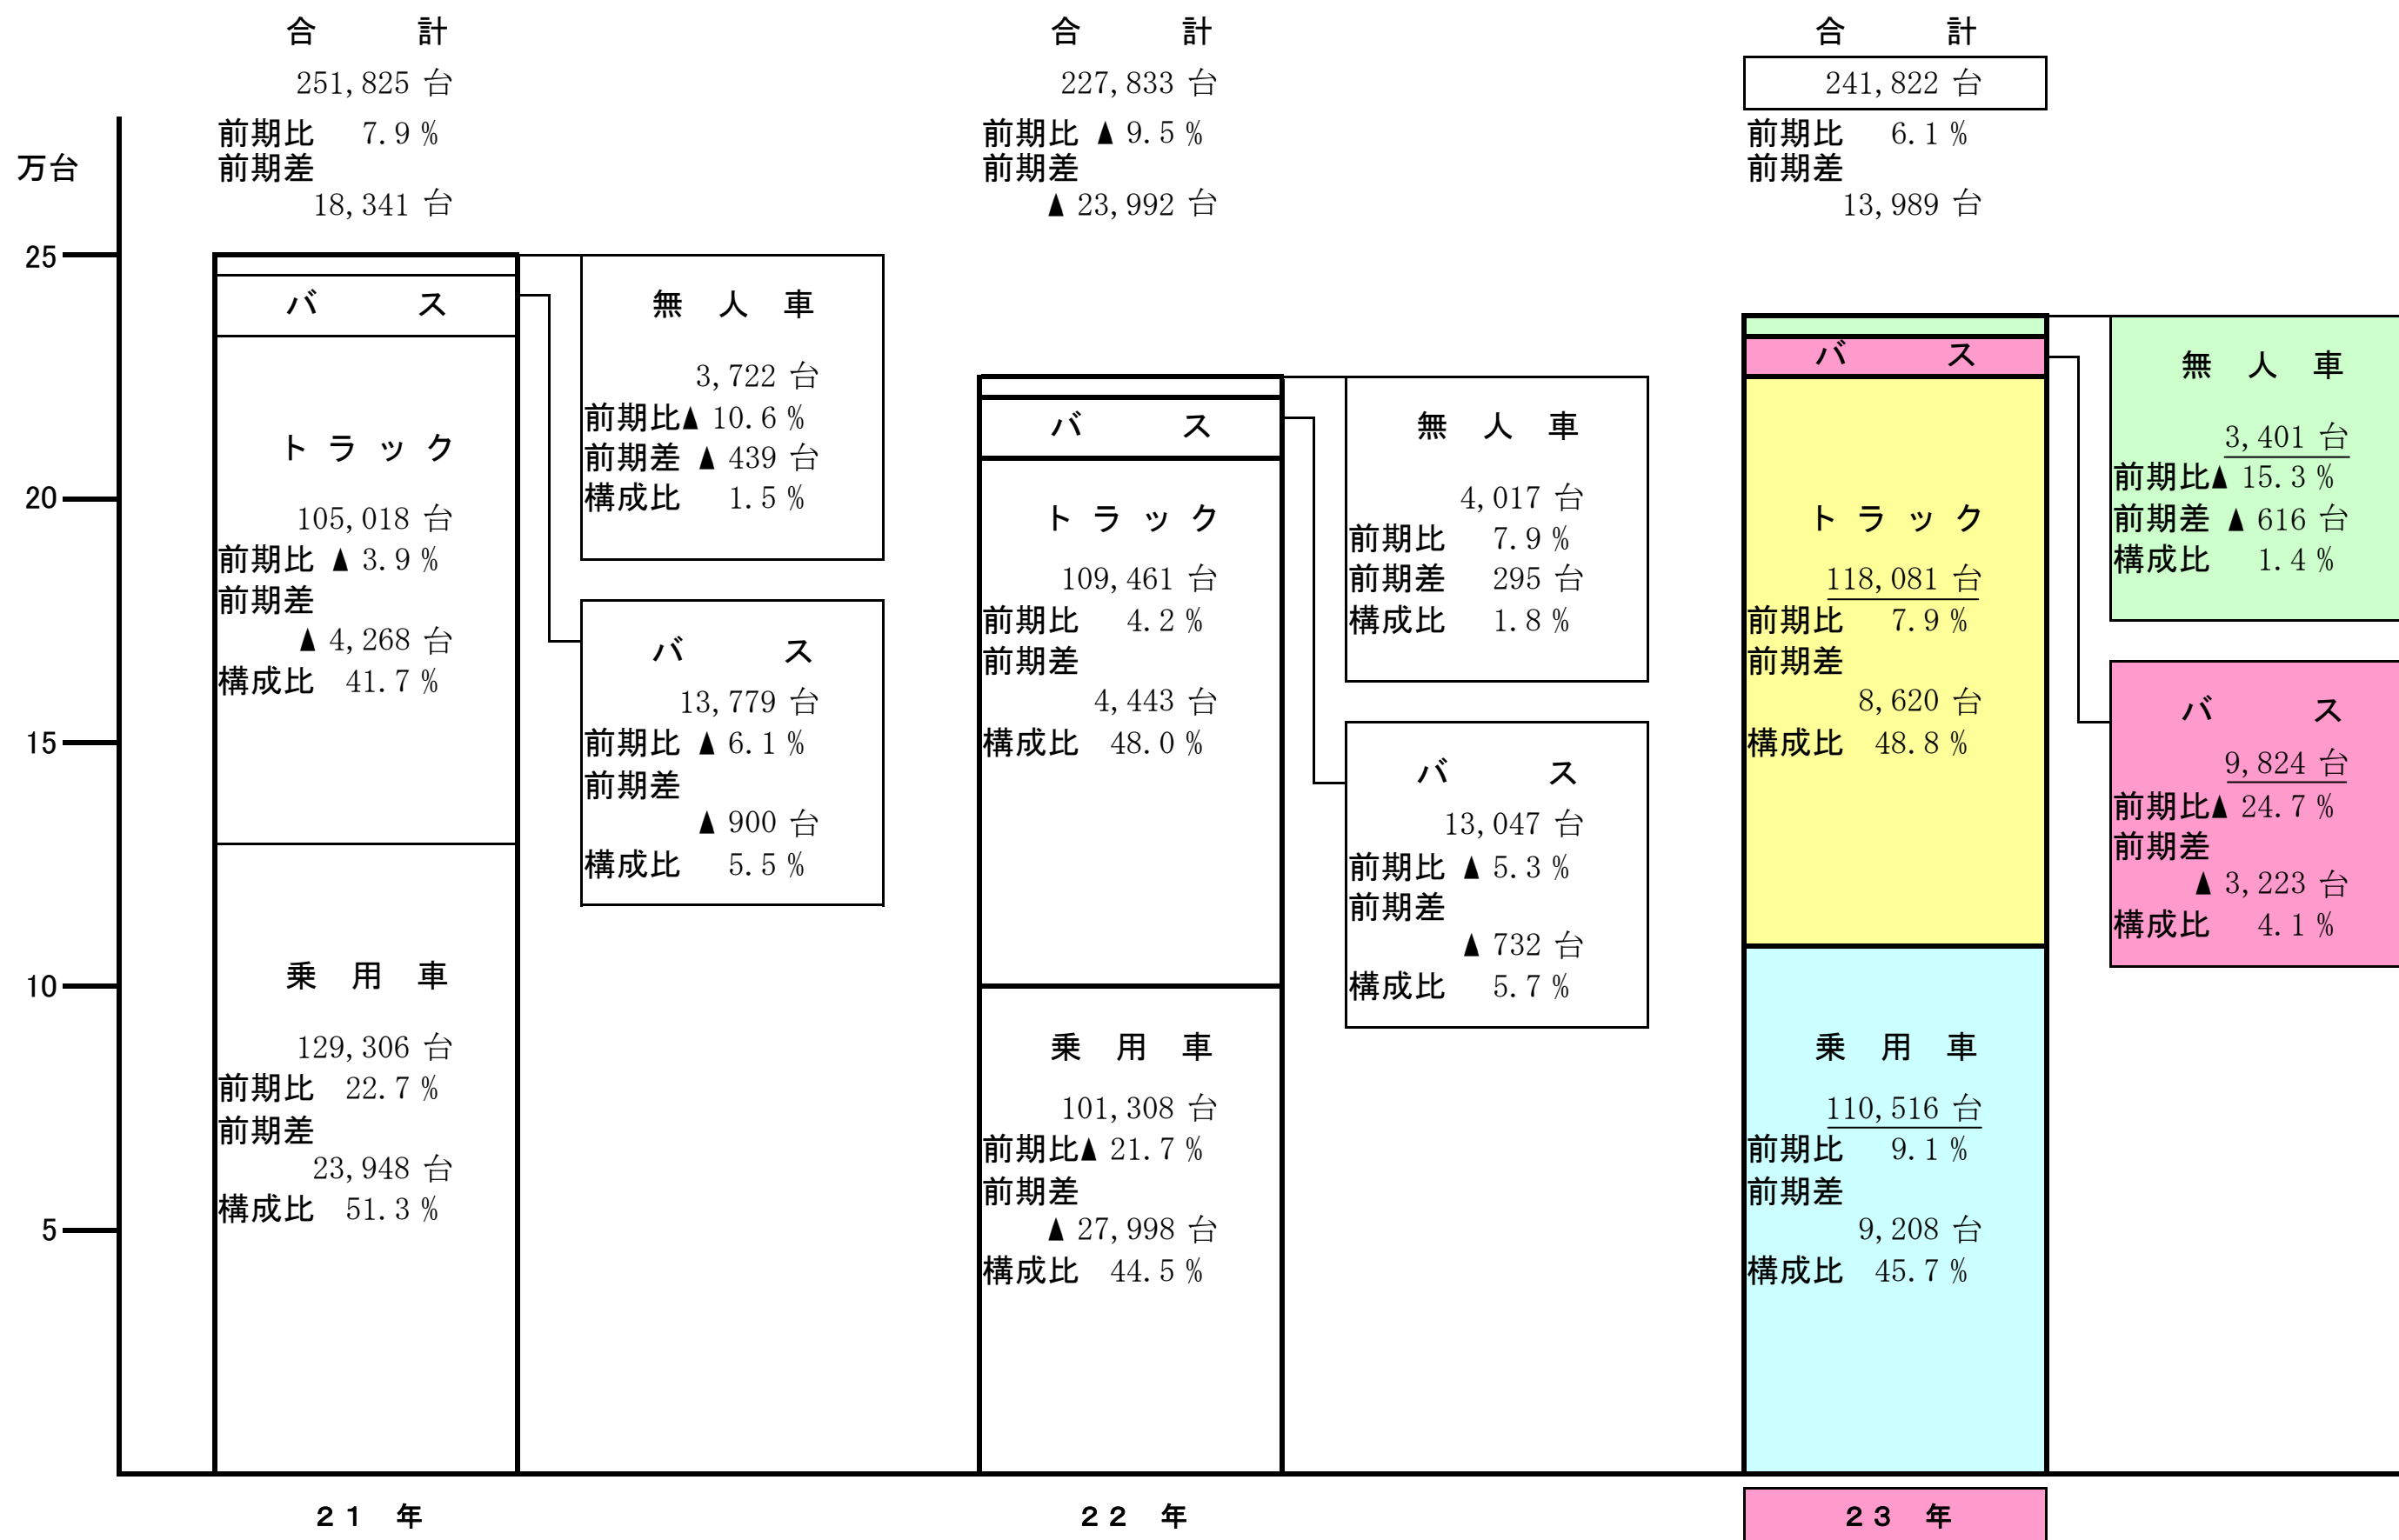 合 計
251,825 台
前期比 7.9 %
前期差
18,341 台
合 計
227,833 台
前期比 ▲ 9.5 %
前期差
▲ 23,992 台
合 計
241,822 台
前期比 6.1 %
前期差
13,989 台
万台
25
20
15
10
5
バ ス
ト ラ ッ ク
105,018 台
前期比 ▲ 3.9 %
前期差
▲ 4,268 台
構成比 41.7 %
乗 用 車
129,306 台
前期比 22.7 %
前期差
23,948 台
構成比 51.3 %
無 人 車
3,722 台
前期比▲ 10.6 %
前期差 ▲ 439 台
構成比 1.5 %
バ ス
13,779 台
前期比 ▲ 6.1 %
前期差
▲ 900 台
構成比 5.5 %
バ ス
ト ラ ッ ク
109,461 台
前期比 4.2 %
前期差
4,443 台
構成比 48.0 %
乗 用 車
101,308 台
前期比▲ 21.7 %
前期差
▲ 27,998 台
構成比 44.5 %
無 人 車
4,017 台
前期比 7.9 %
前期差 295 台
構成比 1.8 %
バ ス
13,047 台
前期比 ▲ 5.3 %
前期差
▲ 732 台
構成比 5.7 %
バ ス
ト ラ ッ ク
118,081 台
前期比 7.9 %
前期差
8,620 台
構成比 48.8 %
乗 用 車
110,516 台
前期比 9.1 %
前期差
9,208 台
構成比 45.7 %
無 人 車
3,401 台
前期比▲ 15.3 %
前期差 ▲ 616 台
構成比 1.4 %
バ ス
9,824 台
前期比▲ 24.7 %
前期差
▲ 3,223 台
構成比 4.1 %
２１ 年
２２ 年
２３ 年